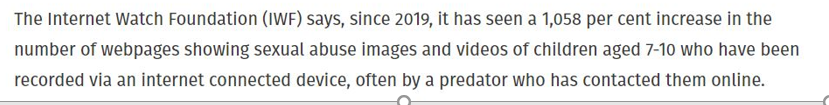 The Internet Watch Foundation (IWF) says, since 2019, it has seen a 1,058 per cent increase in the
number of webpages showing sexual abuse images and videos of children aged 7-10 who have been
recorded via an internet connected device, often by a predator who has contacted them online.